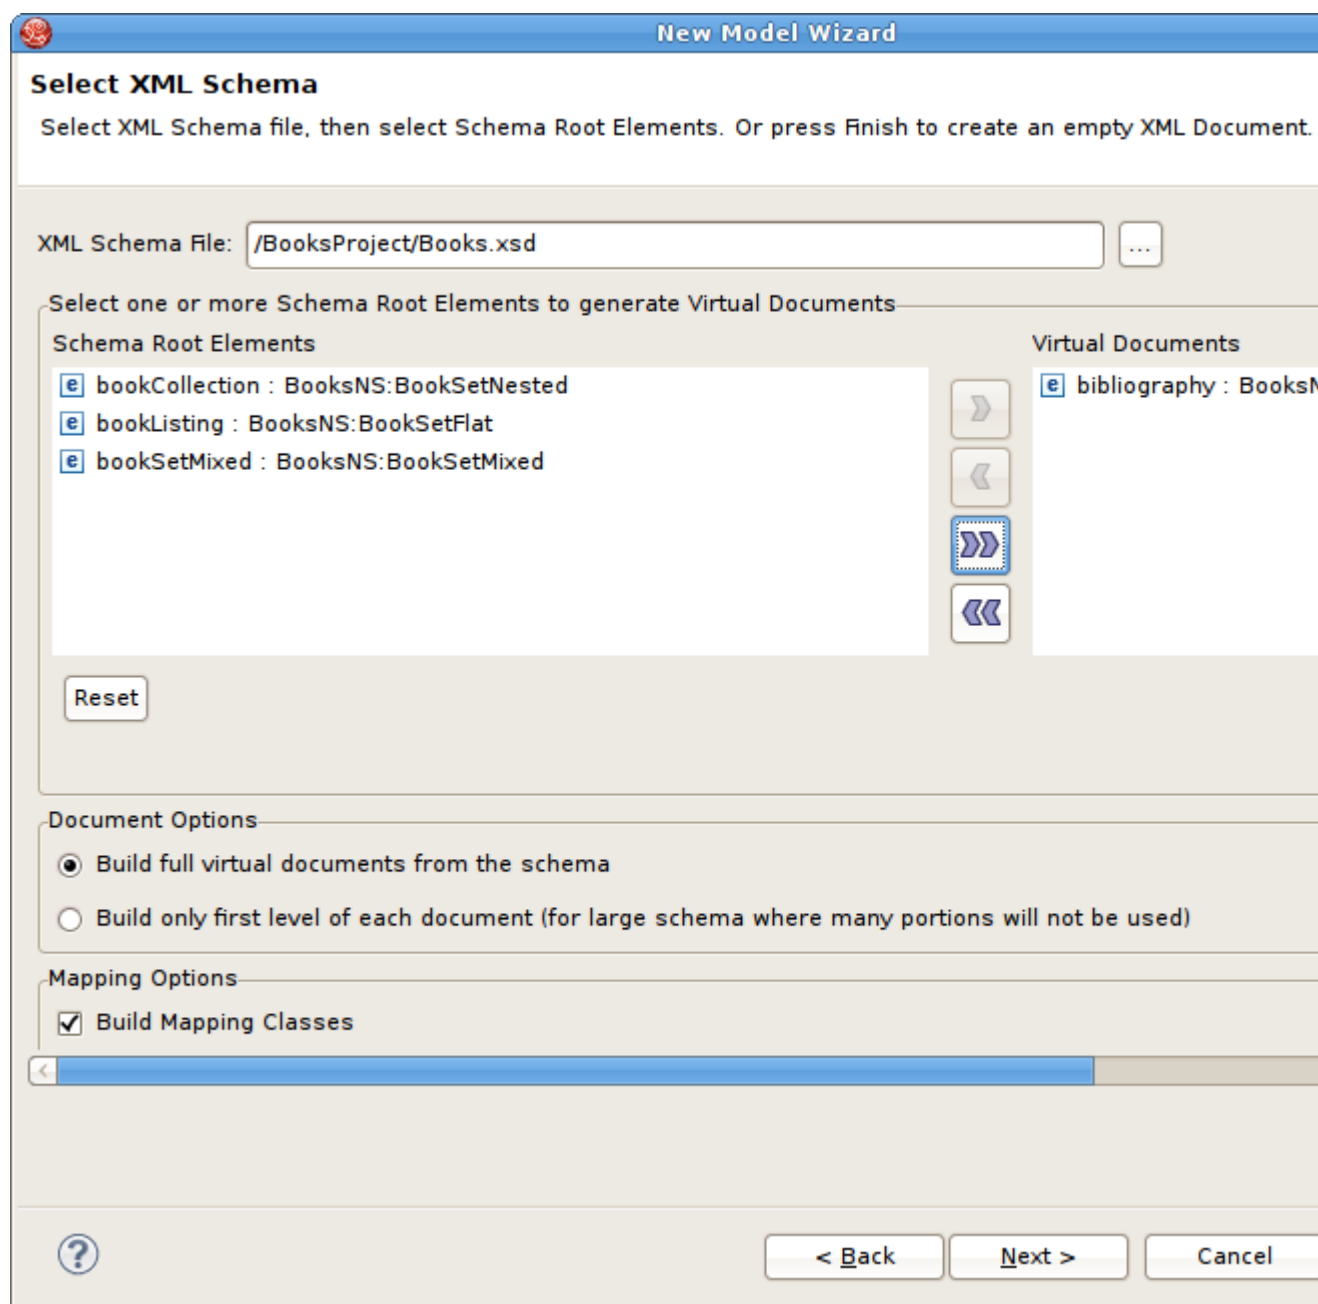 New Model Wizard
Select XML Schema
Select XML Schema file, then select Schema Root Elements. Or press Finish to create an empty XML Document.
XML Schema File: /BooksProject/Books.xsd ...
Select one or more Schema Root Elements to generate Virtual Documents
Schema Root Elements Virtual Documents
e bookCollection : BooksNS:BookSetNested e bibliography : BooksN
e bookListing : BooksNS:BookSetFlat
e bookSetMixed : BooksNS:BookSetMixed
Reset
Document Options
Build full virtual documents from the schema
Build only first level of each document (for large schema where many portions will not be used)
Mapping Options
Build Mapping Classes
? < Back Next > Cancel